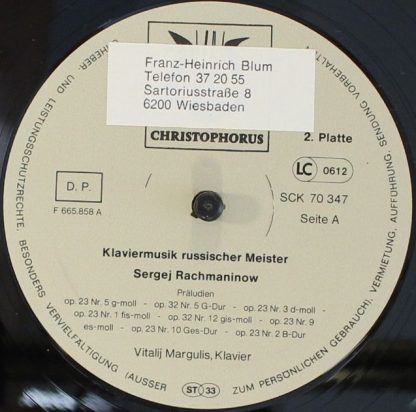 Franz-Heinrich Blum
Telefon 37 20 55
Sartoriusstraße 8
6200 Wiesbaden
CHRISTOPHORUS
2. Platte
D. P.
F 665.858 A
LC 0612
SCK 70 347
Seite A
Klaviermusik russischer Meister
Sergej Rachmaninow
Präludien
op. 23 Nr. 5 g-moll - op. 32 Nr. 5 G-Dur - op. 23 Nr. 3 d-moll -
op. 23 Nr. 1 fis-moll - op. 32 Nr. 12 gis-moll - op. 23 Nr. 9
es-moll - op. 23 Nr. 10 Ges-Dur - op. 23 Nr. 2 B-Dur
Vitalij Margulis, Klavier
ST 33
HEBER- UND LEISTUNGSSCHUTZRECHTE. BESONDERS VERVIELFÄLTIGUNG (AUSSER ZUM PERSÖNLICHEN GEBRAUCH), VERMIETUNG, AUFFÜHRUNG, SENDUNG VORBEHALT